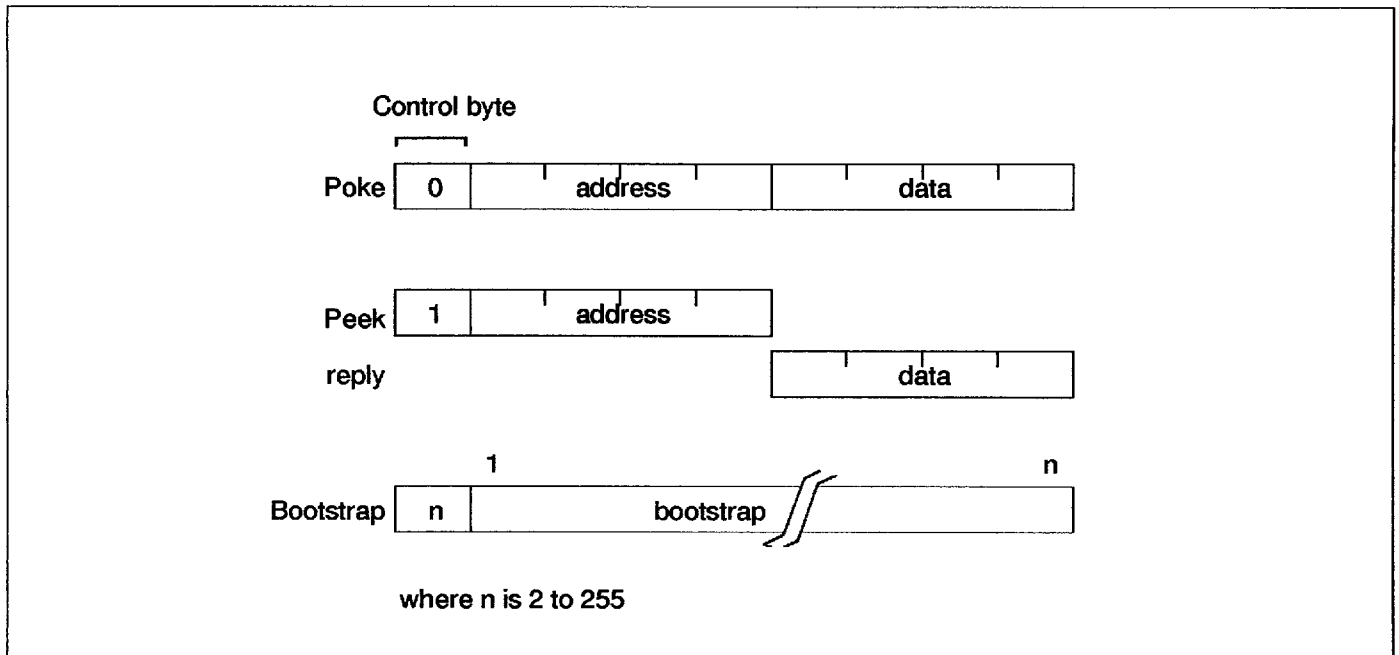 Control byte
Poke 0 address data
Peek 1 address
reply data
1 n
Bootstrap n bootstrap
where n is 2 to 255